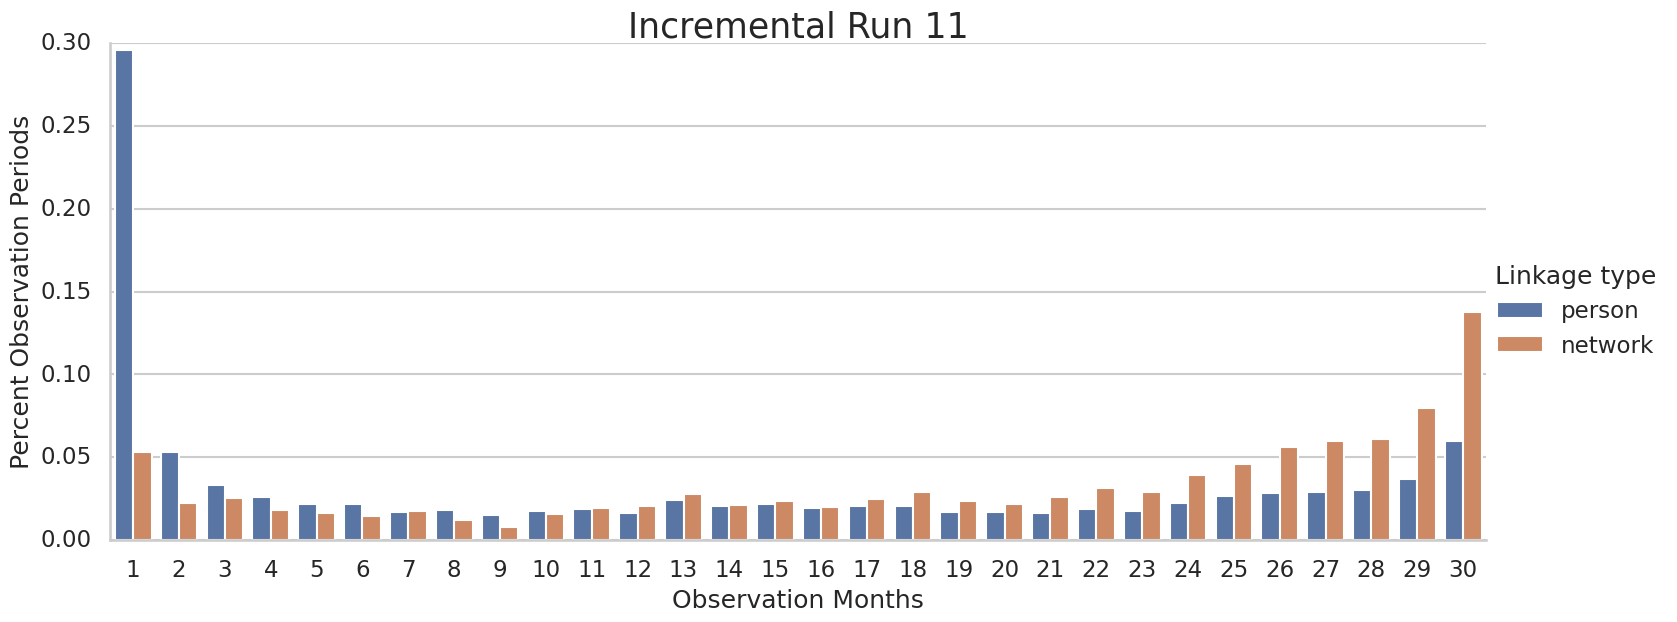 Incremental Run 11
Percent Observation Periods
0.30
0.25
0.20
0.15
0.10
0.05
0.00
1 2 3 4 5 6 7 8 9 10 11 12 13 14 15 16 17 18 19 20 21 22 23 24 25 26 27 28 29 30
Observation Months
Linkage type
person
network